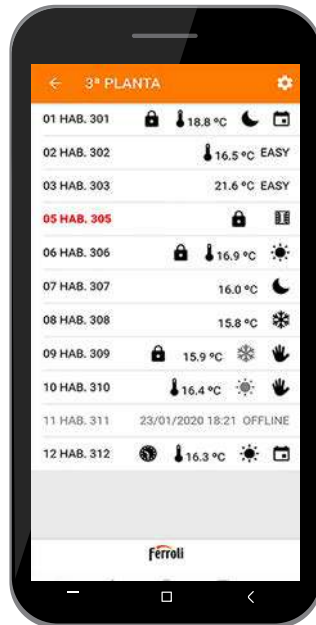 3ª PLANTA
01 HAB. 301 18.8 ºC
02 HAB. 302 16.5 ºC EASY
03 HAB. 303 21.6 ºC EASY
05 HAB. 305
06 HAB. 306 16.9 ºC
07 HAB. 307 16.0 ºC
08 HAB. 308 15.8 ºC
09 HAB. 309 15.9 ºC
10 HAB. 310 16.4 ºC
11 HAB. 311 23/01/2020 18:21 OFFLINE
12 HAB. 312 16.3 ºC
Ferroli